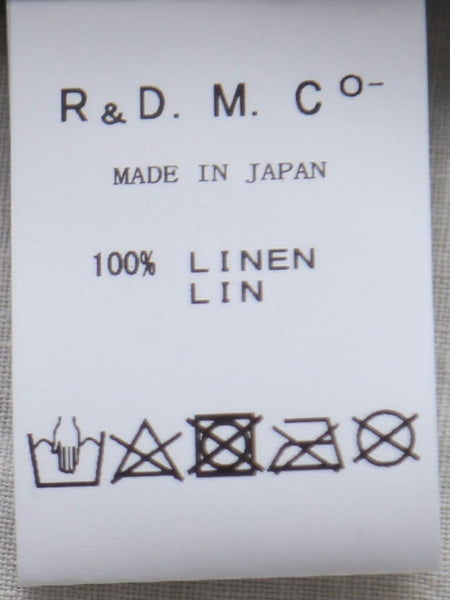 R&D. M. Co-
MADE IN JAPAN
100% LINEN
LIN